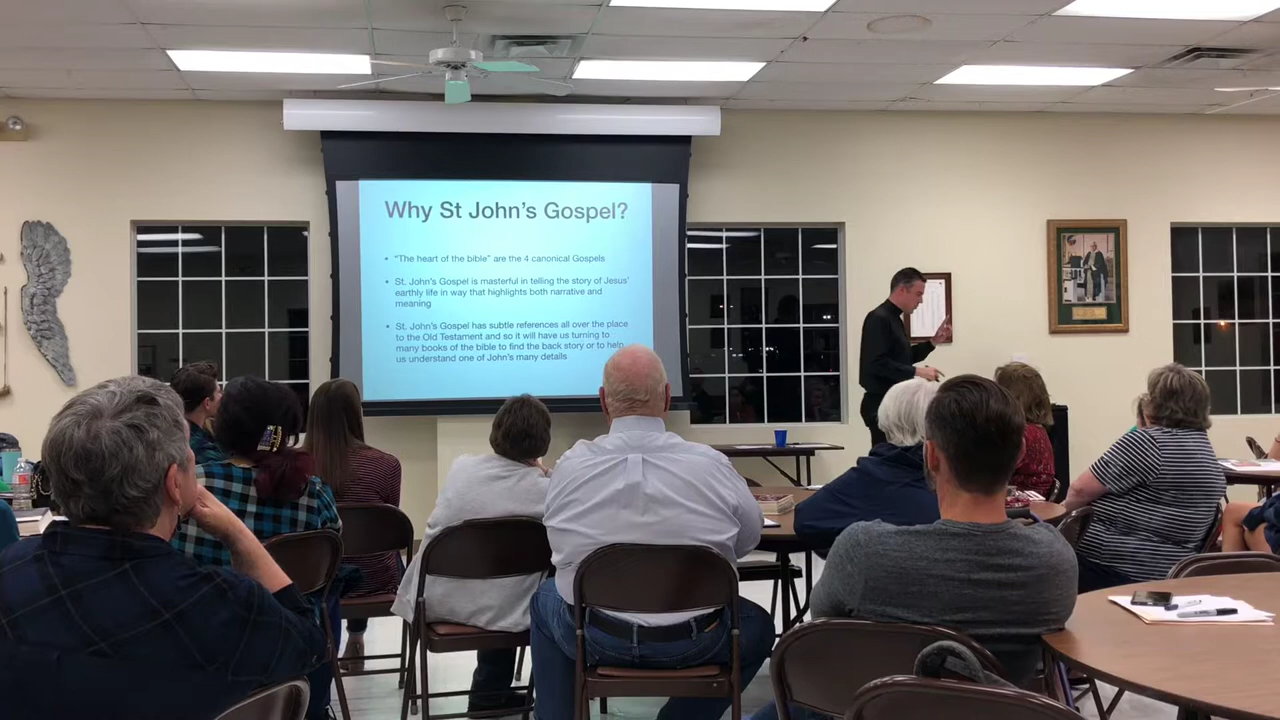 Why St John's Gospel?
• "The heart of the bible" are the 4 canonical Gospels
• St. John's Gospel is masterful in telling the story of Jesus'
earthly life in way that highlights both narrative and
meaning
• St. John's Gospel has subtle references all over the place
to the Old Testament and so it will have us turning to
many books of the bible to find the back story or to help
us understand one of John's many details